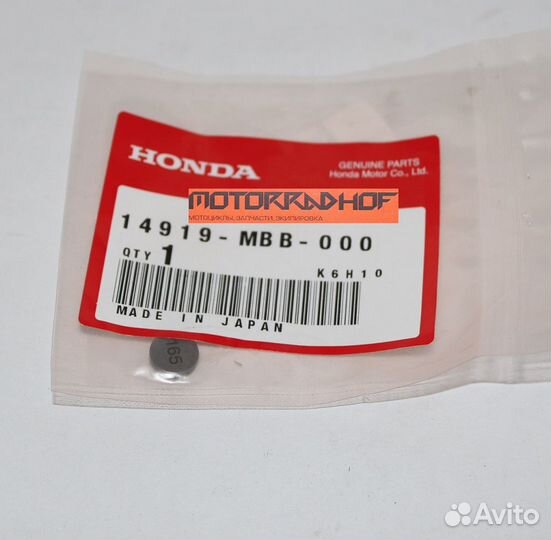 HONDA
GENUINE PARTS
Honda Motor Co., Ltd.
MOTORRADHOF
МОТОЦИКЛЫ, ЗАПЧАСТИ, ЭКИПИРОВКА
14919-MBB-000
QTY 1
K6H10
MADE IN JAPAN
165
Avito